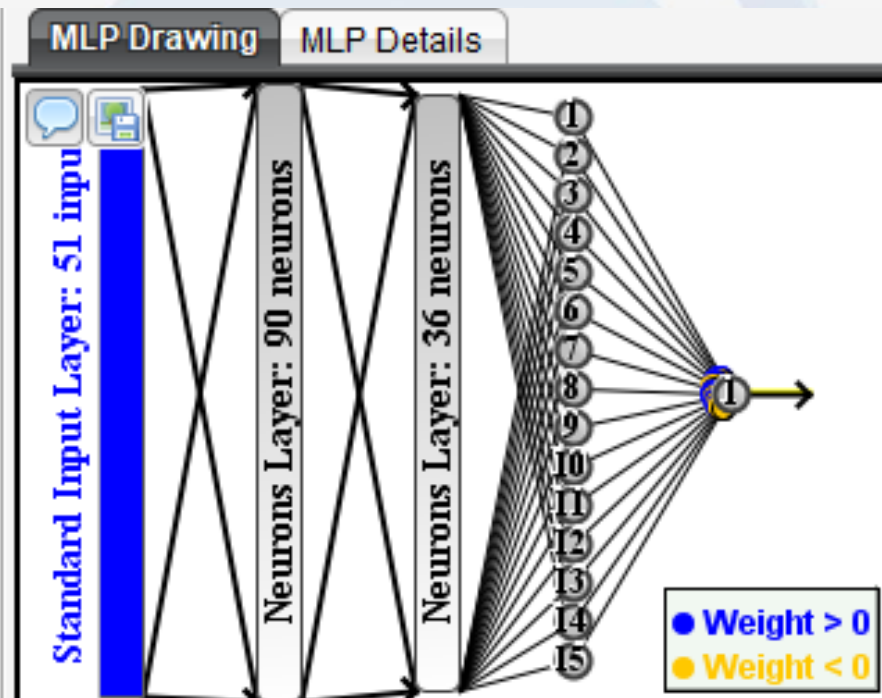 MLP Drawing
MLP Details
Standard Input Layer: 51 inpu
Neurons Layer: 90 neurons
Neurons Layer: 36 neurons
1
2
3
4
5
6
7
8
9
10
11
12
13
14
15
1
Weight > 0
Weight < 0